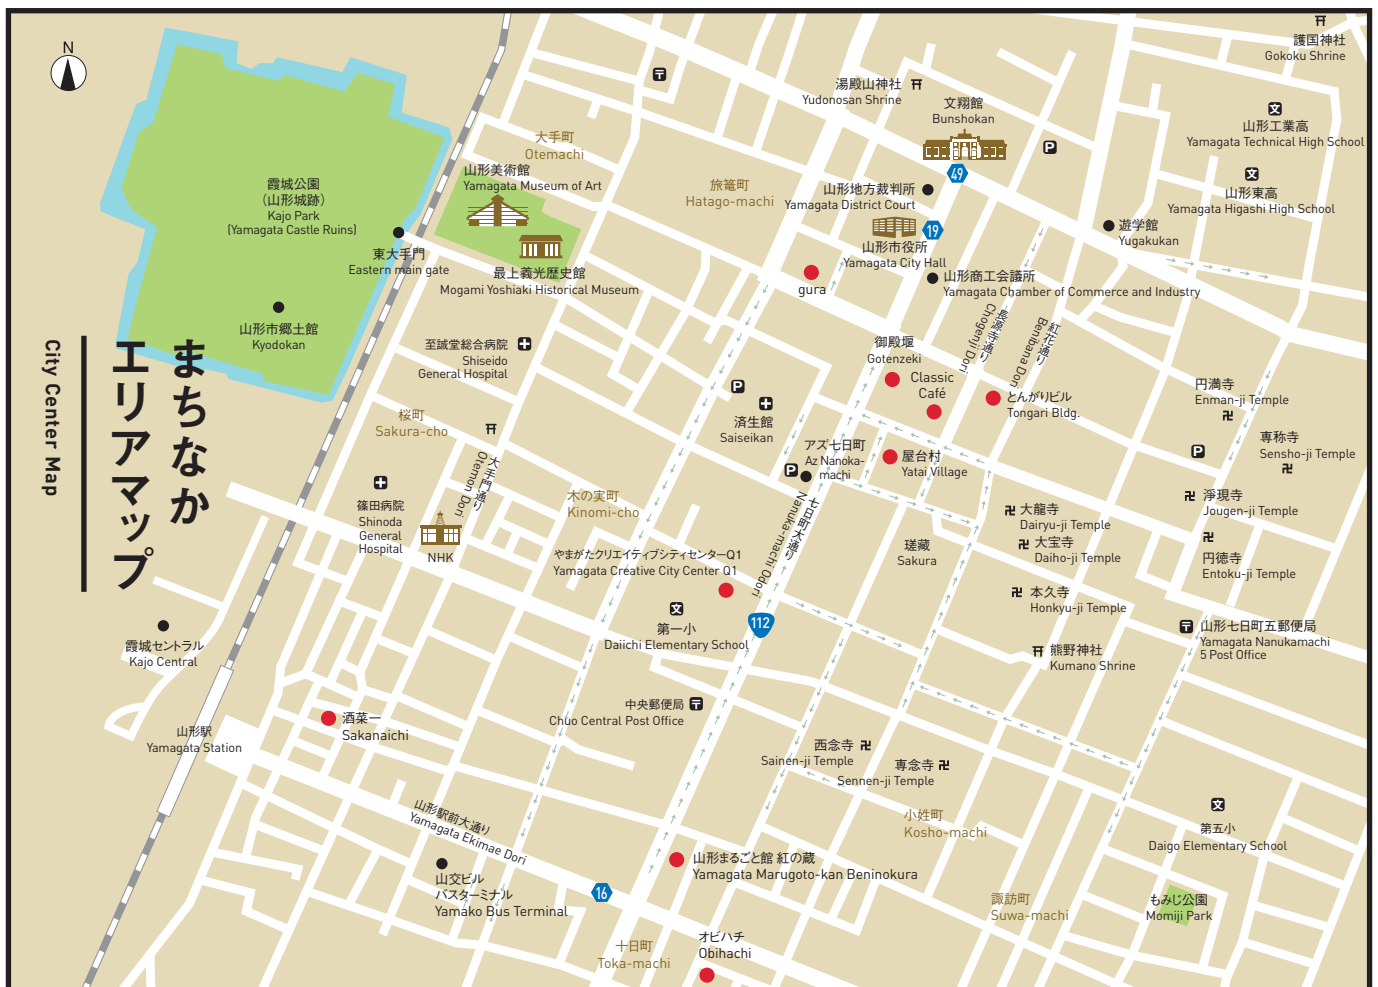 N
護国神社
Gokoku Shrine
湯殿山神社
Yudonosan Shrine
文翔館
Bunshokan
文
山形工業高
Yamagata Technical High School
P
大手町
Otemachi
山形美術館
Yamagata Museum of Art
旅篭町
Hatago-machi
49
山形地方裁判所
Yamagata District Court
文
山形東高
Yamagata Higashi High School
霞城公園
(山形城跡)
Kajo Park
(Yamagata Castle Ruins)
東大手門
Eastern main gate
19
山形市役所
Yamagata City Hall
遊学館
Yugakukan
最上義光歴史館
Mogami Yoshiaki Historical Museum
gura
山形商工会議所
Yamagata Chamber of Commerce and Industry
山形市郷土館
Kyodokan
至誠堂総合病院
Shiseido
General Hospital
長源寺通り
Chogenji Dori
紅花通り
Benibana Dori
御殿堰
Gotenzeki
Classic
Café
とんがりビル
Tongari Bldg.
円満寺
Enman-ji Temple
まちなか
エリアマップ
City Center Map
P
済生館
Saiseikan
桜町
Sakura-cho
大手門通り
Otemon Dori
アズ七日町
Az Nanoka-
machi
P
屋台村
Yatai Village
P
専称寺
Sensho-ji Temple
篠田病院
Shinoda
General
Hospital
NHK
木の実町
Kinomi-cho
七日町大通り
Nanuka-machi Odori
大龍寺
Dairyu-ji Temple
大宝寺
Daiho-ji Temple
浄現寺
Jougen-ji Temple
瑳蔵
Sakura
円徳寺
Entoku-ji Temple
やまがたクリエイティブシティセンターQ1
Yamagata Creative City Center Q1
本久寺
Honkyu-ji Temple
文
第一小
Daiichi Elementary School
112
山形七日町五郵便局
Yamagata Nanukamachi
5 Post Office
熊野神社
Kumano Shrine
霞城セントラル
Kajo Central
中央郵便局
Chuo Central Post Office
酒菜一
Sakanaichi
山形駅
Yamagata Station
西念寺
Sainen-ji Temple
専念寺
Sennen-ji Temple
山形駅前大通り
Yamagata Ekimae Dori
小姓町
Kosho-machi
文
第五小
Daigo Elementary School
山形まるごと館 紅の蔵
Yamagata Marugoto-kan Beninokura
山交ビル
バスターミナル
Yamako Bus Terminal
16
諏訪町
Suwa-machi
もみじ公園
Momiji Park
十日町
Toka-machi
オビハチ
Obihachi